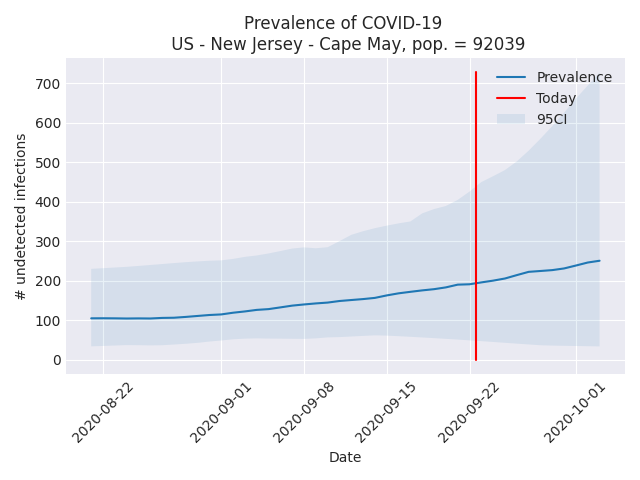 Prevalence of COVID-19
US - New Jersey - Cape May, pop. = 92039
# undetected infections
700
600
500
400
300
200
100
0
Prevalence
Today
95CI
2020-08-22
2020-09-01
2020-09-08
2020-09-15
2020-09-22
2020-10-01
Date